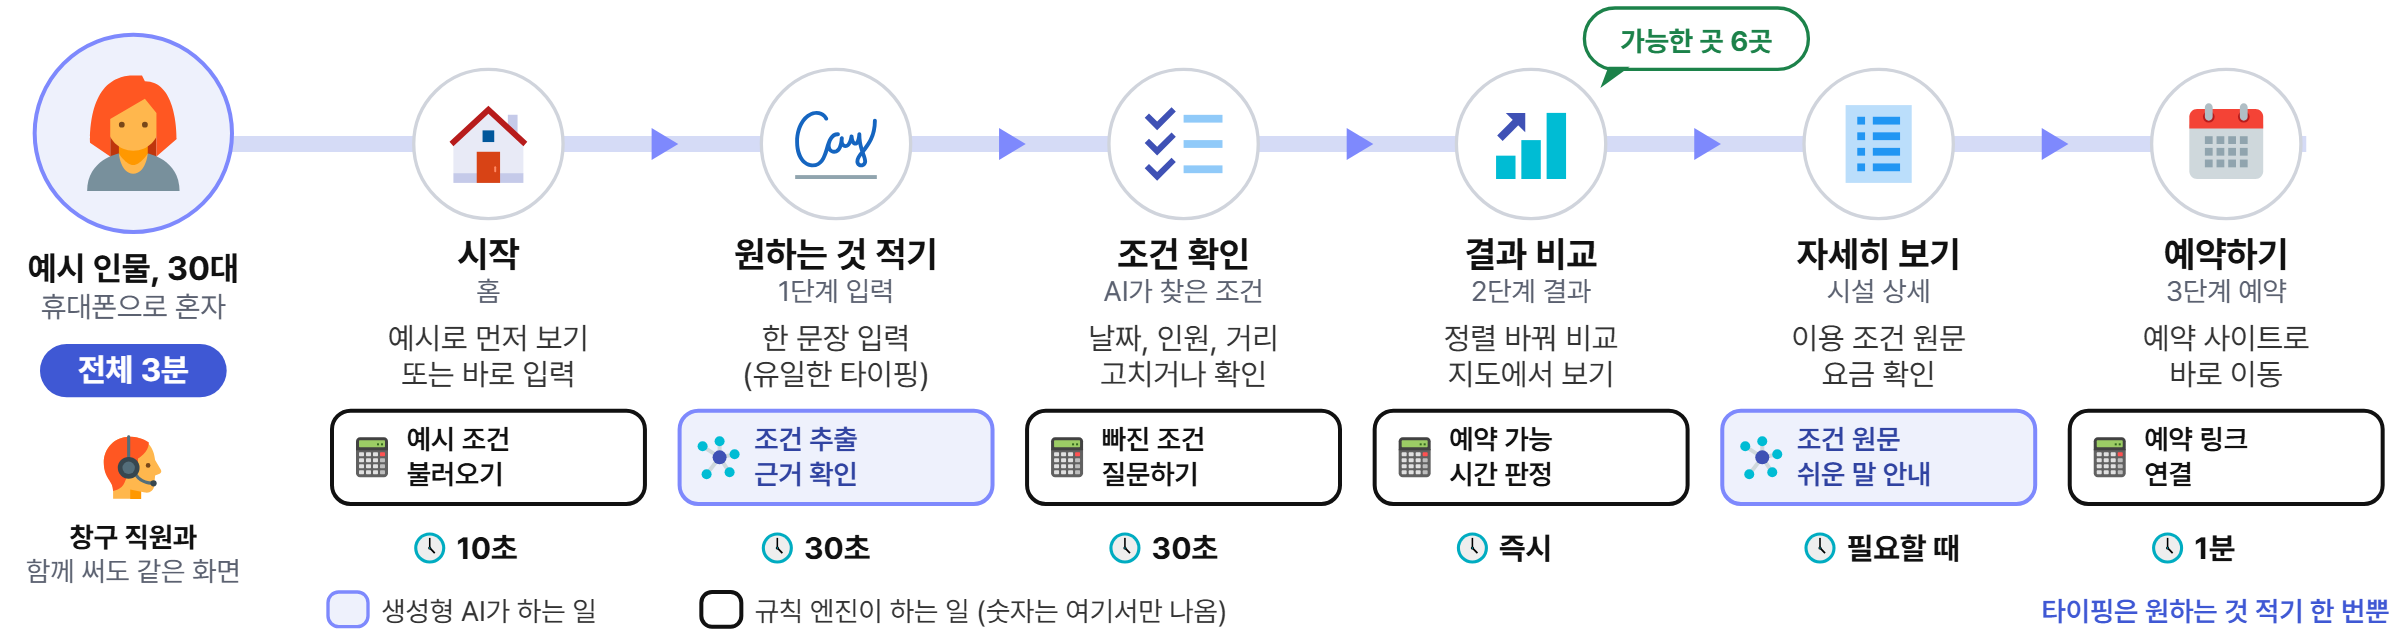 가능한 곳 6곳
예시 인물, 30대
휴대폰으로 혼자
전체 3분
창구 직원과
함께 써도 같은 화면
시작
홈
예시로 먼저 보기
또는 바로 입력
예시 조건
불러오기
10초
Cay
원하는 것 적기
1단계 입력
한 문장 입력
(유일한 타이핑)
조건 추출
근거 확인
30초
조건 확인
AI가 찾은 조건
날짜, 인원, 거리
고치거나 확인
빠진 조건
질문하기
30초
결과 비교
2단계 결과
정렬 바꿔 비교
지도에서 보기
예약 가능
시간 판정
즉시
자세히 보기
시설 상세
이용 조건 원문
요금 확인
조건 원문
쉬운 말 안내
필요할 때
예약하기
3단계 예약
예약 사이트로
바로 이동
예약 링크
연결
1분
생성형 AI가 하는 일
규칙 엔진이 하는 일 (숫자는 여기서만 나옴)
타이핑은 원하는 것 적기 한 번뿐